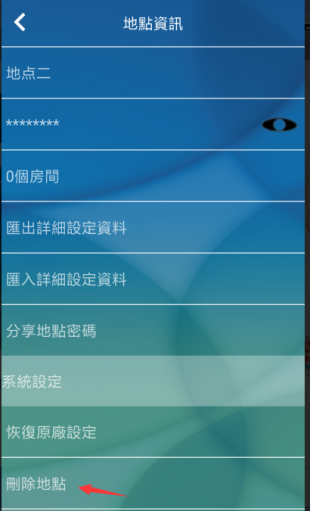 地點資訊
地点二
********
0個房間
匯出詳細設定資料
匯入詳細設定資料
分享地點密碼
系統設定
恢復原廠設定
刪除地點